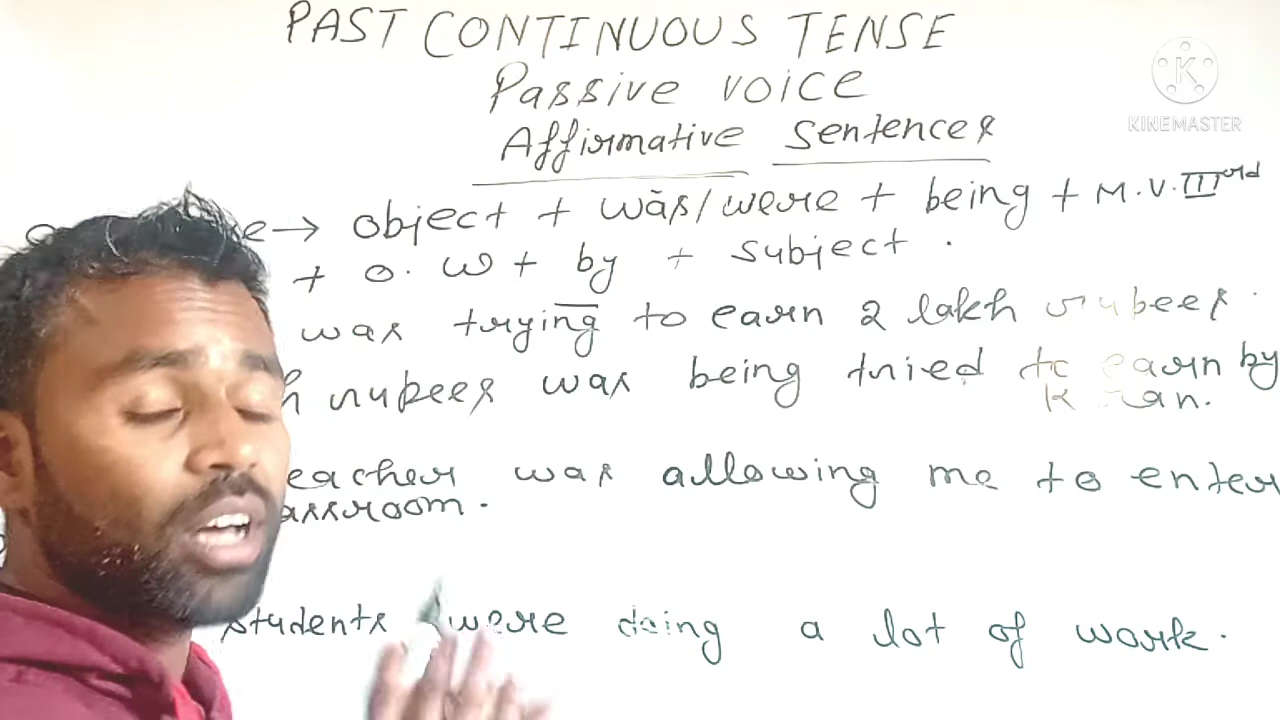 PAST CONTINUOUS TENSE
Passive voice
Affirmative Sentences
KINEMASTER
→ object + was/were + being + M.V.IIIrd
+ O. W + by + subject.
was trying to earn 2 lakh rupees.
rupees was being tried to earn by
was allowing me to enter
students were doing a lot of work.